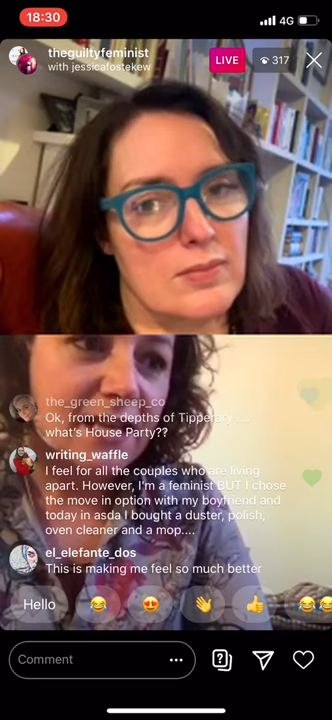 18:30
4G
theguiltyfeminist
with jessicafostekew
LIVE
317
the_green_sheep_co
Ok, from the depths of Tipperary....
what's House Party??
writing_waffle
I feel for all the couples who are living
apart. However, I'm a feminist BUT I chose
the move in option with my boyfriend and
today in asda I bought a duster, polish,
oven cleaner and a mop....
el_elefante_dos
This is making me feel so much better
Hello
Comment